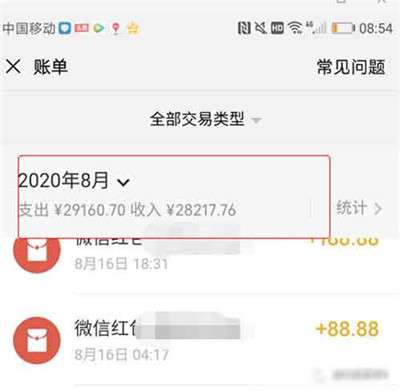 中国移动 HD 4G 08:54
账单 常见问题
全部交易类型
2020年8月
支出 ¥29160.70 收入 ¥28217.76 统计
微信红包 +188.88
8月16日 18:31
微信红包 +88.88
8月16日 04:17